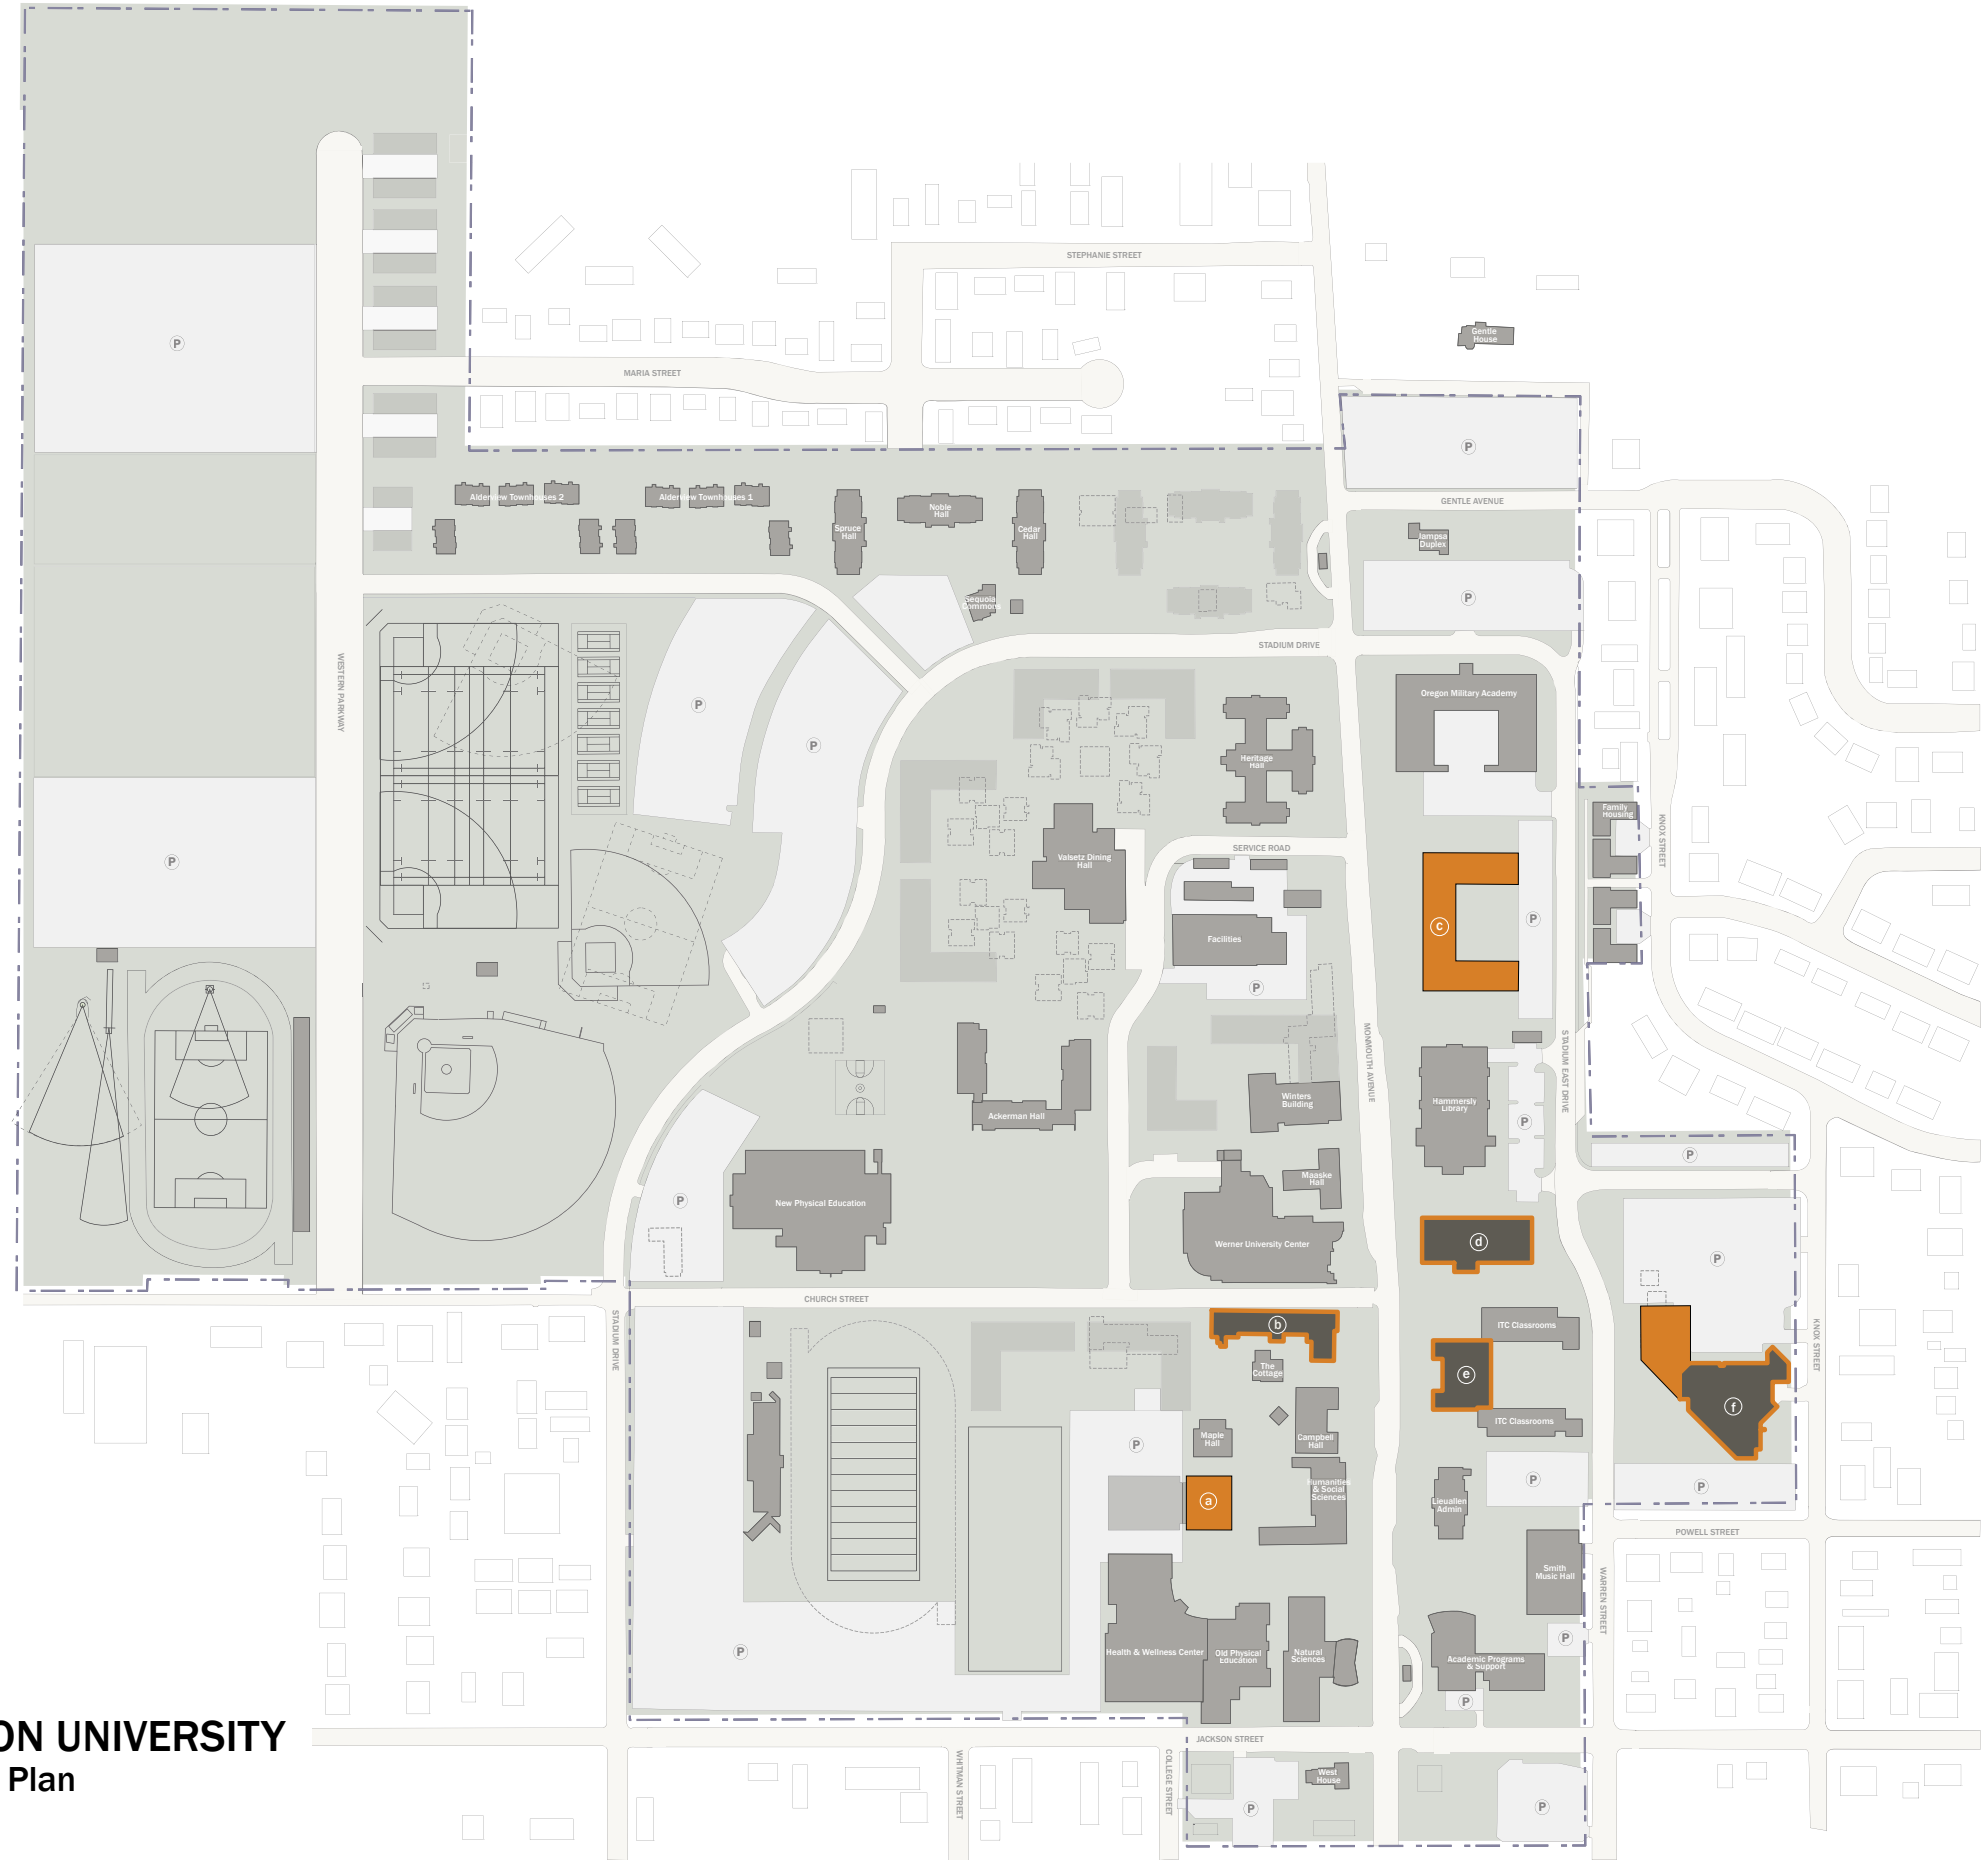 STEPHANIE STREET
Gentle
House
P
MARIA STREET
P
GENTLE AVENUE
Alderview Townhouses 2
Alderview Townhouses 1
Spruce
Hall
Noble
Hall
Cedar
Hall
Duplex
P
Sequoia
Commons
STADIUM DRIVE
WESTERN PARKWAY
P
P
Oregon Military Academy
Heritage
Hall
Family
Housing
KNOX STREET
SERVICE ROAD
Valsetz Dining
Hall
P
Facilities
c
P
P
MONMOUTH AVENUE
STADIUM EAST DRIVE
Ackerman Hall
Winters
Building
Hammersly
Library
P
P
Maaske
Hall
New Physical Education
P
Werner University Center
d
P
CHURCH STREET
STADIUM DRIVE
b
ITC Classrooms
KNOX STREET
The
Cottage
e
f
ITC Classrooms
Maple
Hall
Campbell
Hall
P
Humanities
& Social
Sciences
a
Lieuallen
Admin
P
P
POWELL STREET
Smith
Music Hall
WARREN STREET
P
P
Health & Wellness Center
Old Physical
Education
Natural
Sciences
Academic Programs
& Support
P
ON UNIVERSITY
Plan
JACKSON STREET
WHITMAN STREET
COLLEGE STREET
West
House
P
P